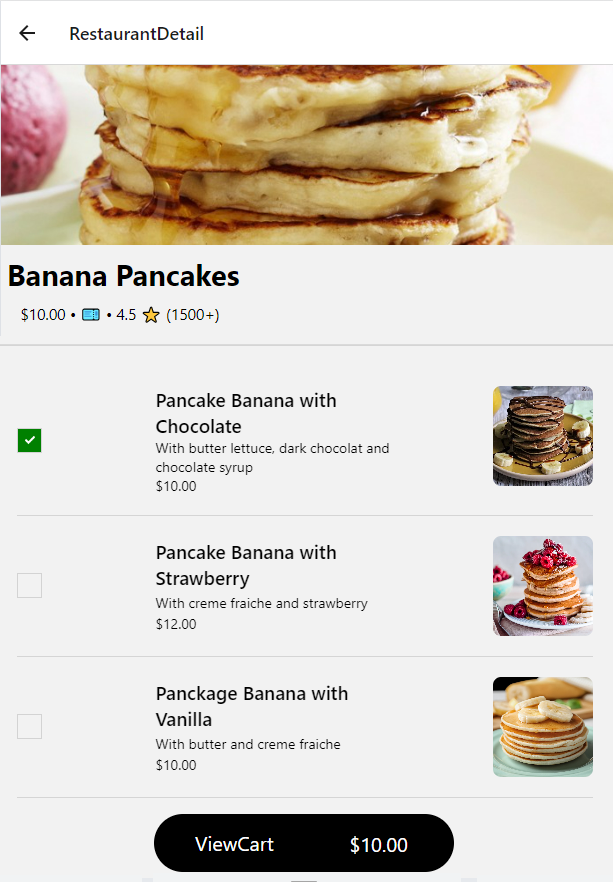 RestaurantDetail
Banana Pancakes
$10.00 • 🎫 • 4.5 ⭐ (1500+)
Pancake Banana with
Chocolate
With butter lettuce, dark chocolat and
chocolate syrup
$10.00
Pancake Banana with
Strawberry
With creme fraiche and strawberry
$12.00
Panckage Banana with
Vanilla
With butter and creme fraiche
$10.00
ViewCart $10.00